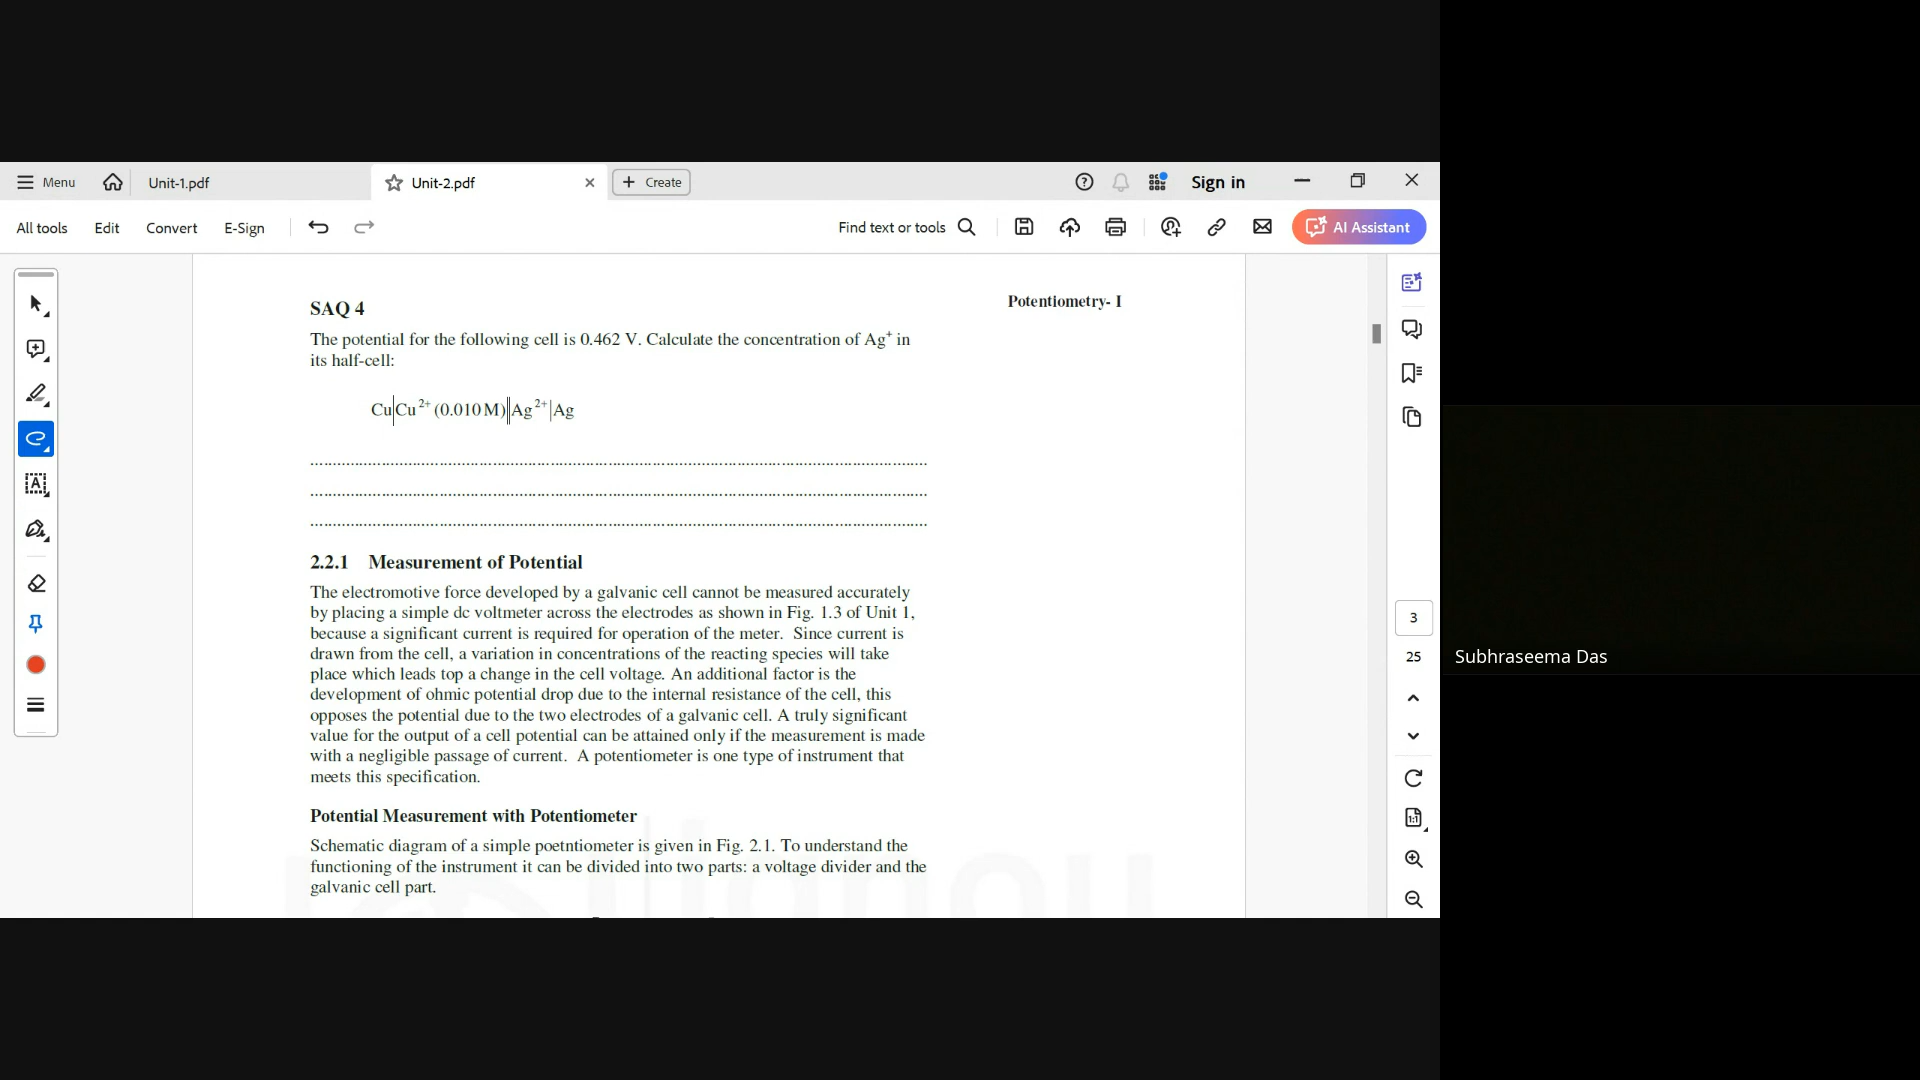 Menu
Unit-1.pdf
Unit-2.pdf
Create
Sign in
All tools
Edit
Convert
E-Sign
Find text or tools
AI Assistant
SAQ 4
Potentiometry- I
The potential for the following cell is 0.462 V. Calculate the concentration of Ag⁺ in
its half-cell:
Cu|Cu²⁺ (0.010 M)||Ag²⁺|Ag
..........................................................................................................................................
..........................................................................................................................................
..........................................................................................................................................
2.2.1 Measurement of Potential
The electromotive force developed by a galvanic cell cannot be measured accurately
by placing a simple dc voltmeter across the electrodes as shown in Fig. 1.3 of Unit 1,
because a significant current is required for operation of the meter. Since current is
drawn from the cell, a variation in concentrations of the reacting species will take
place which leads top a change in the cell voltage. An additional factor is the
development of ohmic potential drop due to the internal resistance of the cell, this
opposes the potential due to the two electrodes of a galvanic cell. A truly significant
value for the output of a cell potential can be attained only if the measurement is made
with a negligible passage of current. A potentiometer is one type of instrument that
meets this specification.
Potential Measurement with Potentiometer
Schematic diagram of a simple poetntiometer is given in Fig. 2.1. To understand the
functioning of the instrument it can be divided into two parts: a voltage divider and the
galvanic cell part.
3
25
Subhraseema Das